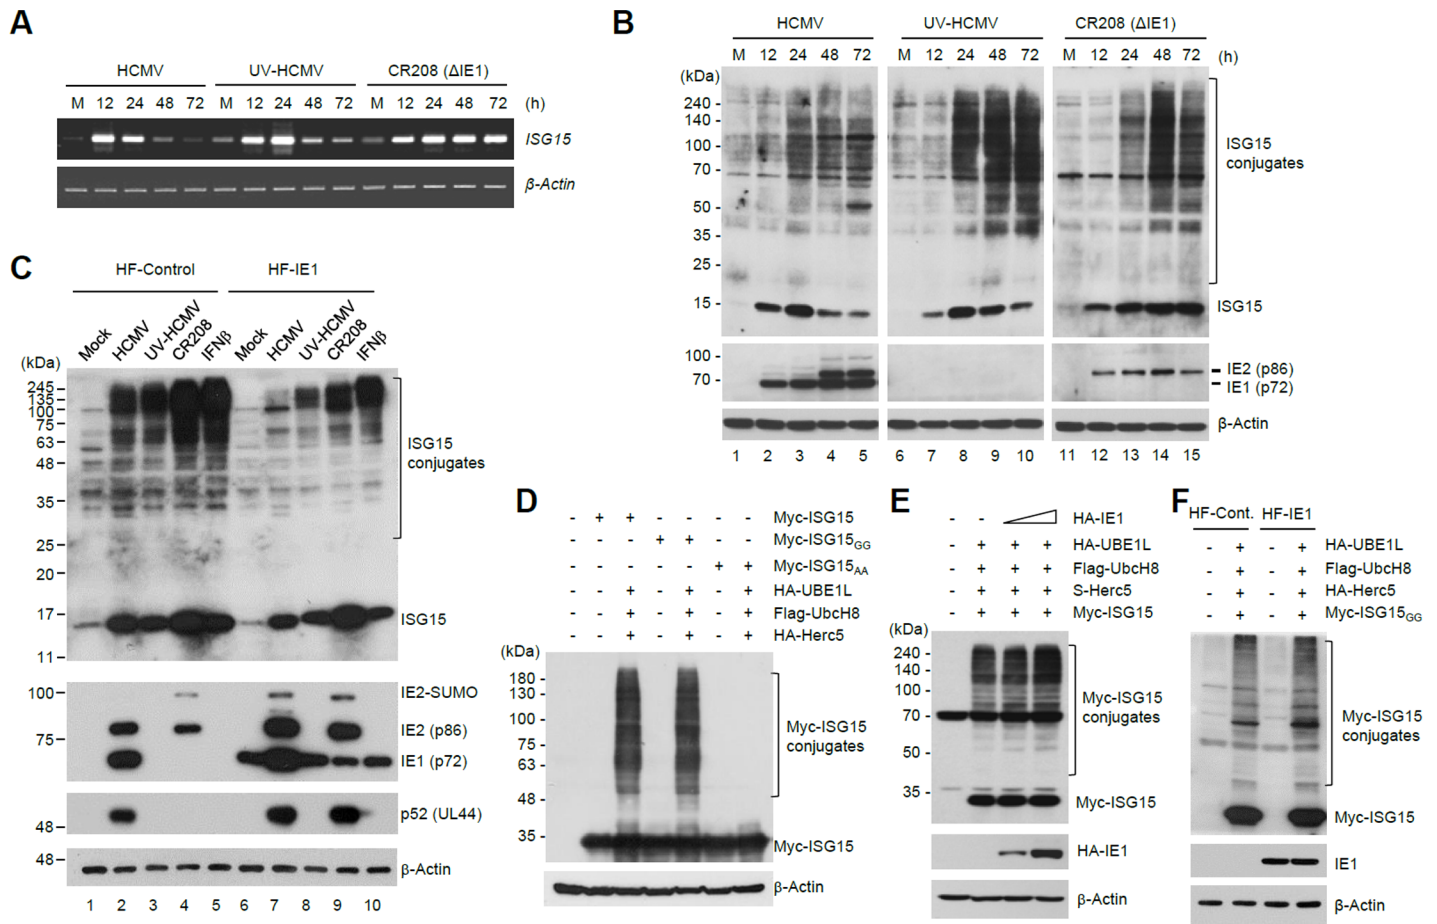 A
HCMV UV-HCMV CR208 (ΔIE1)
M 12 24 48 72 M 12 24 48 72 M 12 24 48 72 (h)
ISG15
β-Actin
B
HCMV UV-HCMV CR208 (ΔIE1)
M 12 24 48 72 M 12 24 48 72 M 12 24 48 72 (h)
(kDa)
240 -
140 -
100 -
70 -
50 -
35 -
25 -
15 -
ISG15
conjugates
ISG15
100 -
70 -
IE2 (p86)
IE1 (p72)
β-Actin
1 2 3 4 5 6 7 8 9 10 11 12 13 14 15
C
HF-Control HF-IE1
Mock HCMV UV-HCMV CR208 IFNβ Mock HCMV UV-HCMV CR208 IFNβ
(kDa)
245
135
100
75
63
48
35
25
20
17
11
ISG15
conjugates
ISG15
100
75
IE2-SUMO
IE2 (p86)
IE1 (p72)
48
p52 (UL44)
48
β-Actin
1 2 3 4 5 6 7 8 9 10
D
- + + - - - - Myc-ISG15
- - - + + - - Myc-ISG15GG
- - - - - + + Myc-ISG15AA
- - + - + - + HA-UBE1L
- - + - + - + Flag-UbcH8
- - + - + - + HA-Herc5
(kDa)
180 -
130 -
100 -
75 -
63 -
48 -
35 -
Myc-ISG15
conjugates
Myc-ISG15
β-Actin
E
- - HA-IE1
- + + + HA-UBE1L
- + + + Flag-UbcH8
- + + + S-Herc5
- + + + Myc-ISG15
(kDa)
240 -
140 -
100 -
70 -
50 -
35 -
Myc-ISG15
conjugates
Myc-ISG15
HA-IE1
β-Actin
F
HF-Cont. HF-IE1
- + - + HA-UBE1L
- + - + Flag-UbcH8
- + - + HA-Herc5
- + - + Myc-ISG15GG
Myc-ISG15
conjugates
Myc-ISG15
IE1
β-Actin